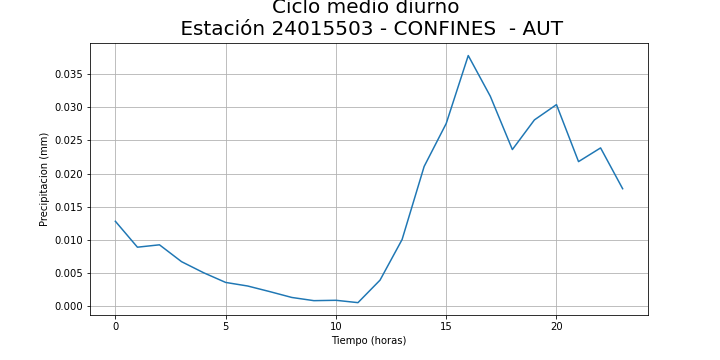 Ciclo medio diurno
Estación 24015503 - CONFINES  - AUT
0.035
0.030
0.025
0.020
0.015
0.010
0.005
0.000
Precipitacion (mm)
0 5 10 15 20
Tiempo (horas)